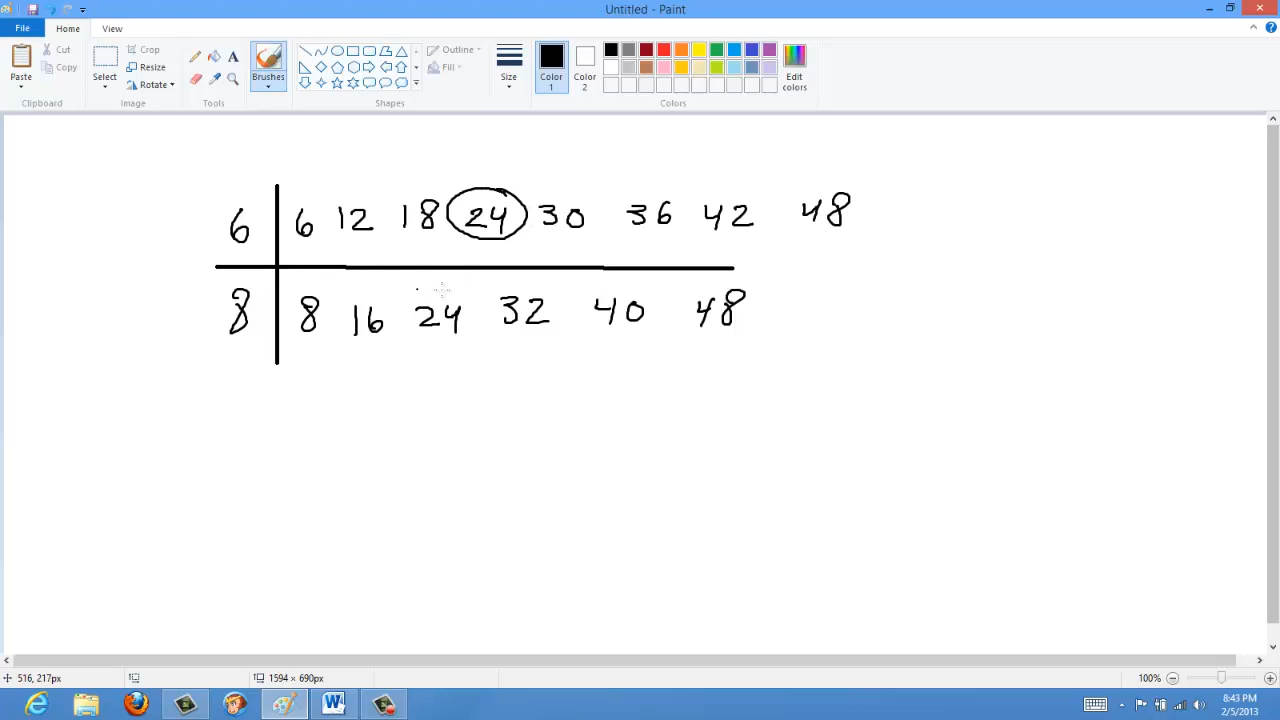 Untitled - Paint
File Home View
Cut
Copy
Paste
Clipboard
Crop
Resize
Rotate
Select
Image
A
Tools
Brushes
Outline
Fill
Shapes
Size
Color 1
Color 2
Edit colors
Colors
6 6 12 18 24 30 36 42 48
8 8 16 24 32 40 48
516, 217px
1594 × 690px
100%
8:43 PM
2/5/2013